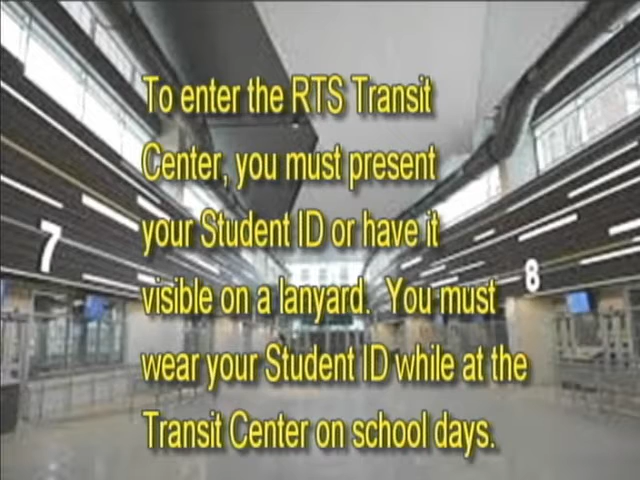 To enter the RTS Transit
Center, you must present
your Student ID or have it
visible on a lanyard. You must
wear your Student ID while at the
Transit Center on school days.
7
8